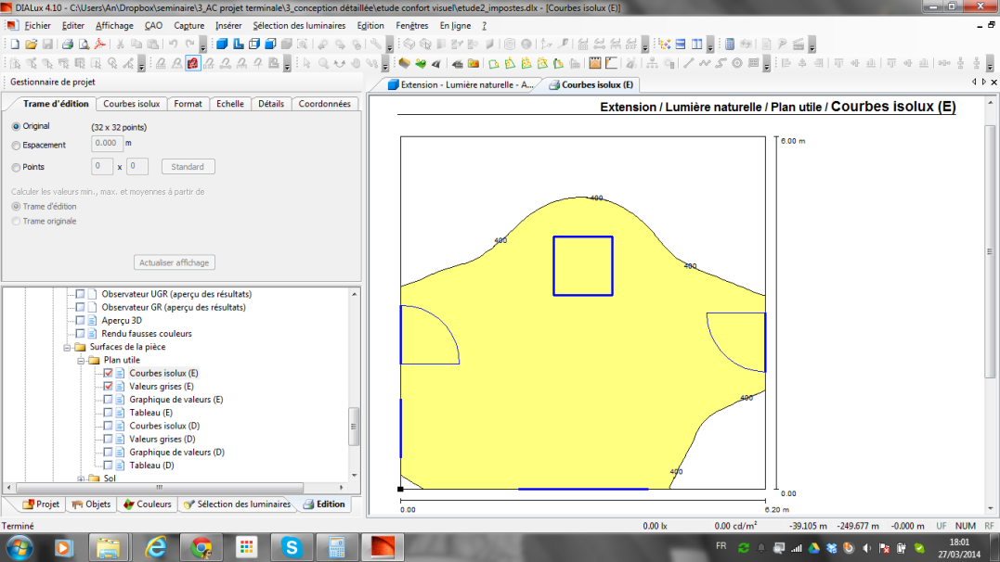 DIALux 4.10 - C:\Users\An\Dropbox\seminaire\3_AC projet terminale\3_conception détaillée\etude confort visuel\etude2_impostes.dlx - [Courbes isolux (E)]
Fichier Editer Affichage CAO Capture Insérer Sélection des luminaires Edition Fenêtres En ligne ?
Gestionnaire de projet
Trame d'édition Courbes isolux Format Echelle Détails Coordonnées
Original (32 x 32 points)
Espacement 0.000 m
Points 0 x 0 Standard
Calculer les valeurs min., max. et moyennes à partir de
Trame d'édition
Trame originale
Actualiser affichage
Observateur UGR (aperçu des résultats)
Observateur GR (aperçu des résultats)
Aperçu 3D
Rendu fausses couleurs
Surfaces de la pièce
Plan utile
Courbes isolux (E)
Valeurs grises (E)
Graphique de valeurs (E)
Tableau (E)
Courbes isolux (D)
Valeurs grises (D)
Graphique de valeurs (D)
Tableau (D)
Sol
Projet Objets Couleurs Sélection des luminaires Edition
Extension - Lumière naturelle - A... Courbes isolux (E)
Extension / Lumière naturelle / Plan utile / Courbes isolux (E)
6.00 m
400
400
400
400
400
0.00
0.00 6.20 m
Terminé 0.00 lx 0.00 cd/m² -39.105 m -249.677 m -0.000 m UF NUM RF
FR 18:01
27/03/2014